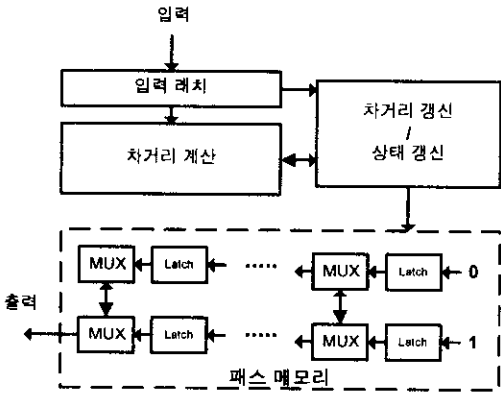 입력
입력 래치
차거리 계산
차거리 갱신
/
상태 갱신
MUX Latch ..... MUX Latch 0
출력
MUX Latch ..... MUX Latch 1
패스 메모리